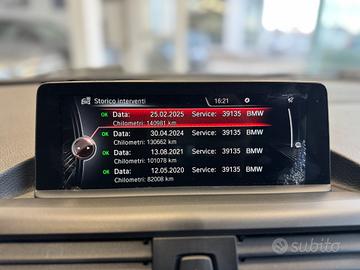 Storico interventi 16:21
OK Data: 25.02.2025 Service: 39135 BMW
Chilometri: 140981 km
OK Data: 30.04.2024 Service: 39135 BMW
Chilometri: 130662 km
OK Data: 13.08.2021 Service: 39135 BMW
Chilometri: 101078 km
OK Data: 12.05.2020 Service: 39135 BMW
Chilometri: 82008 km
subito